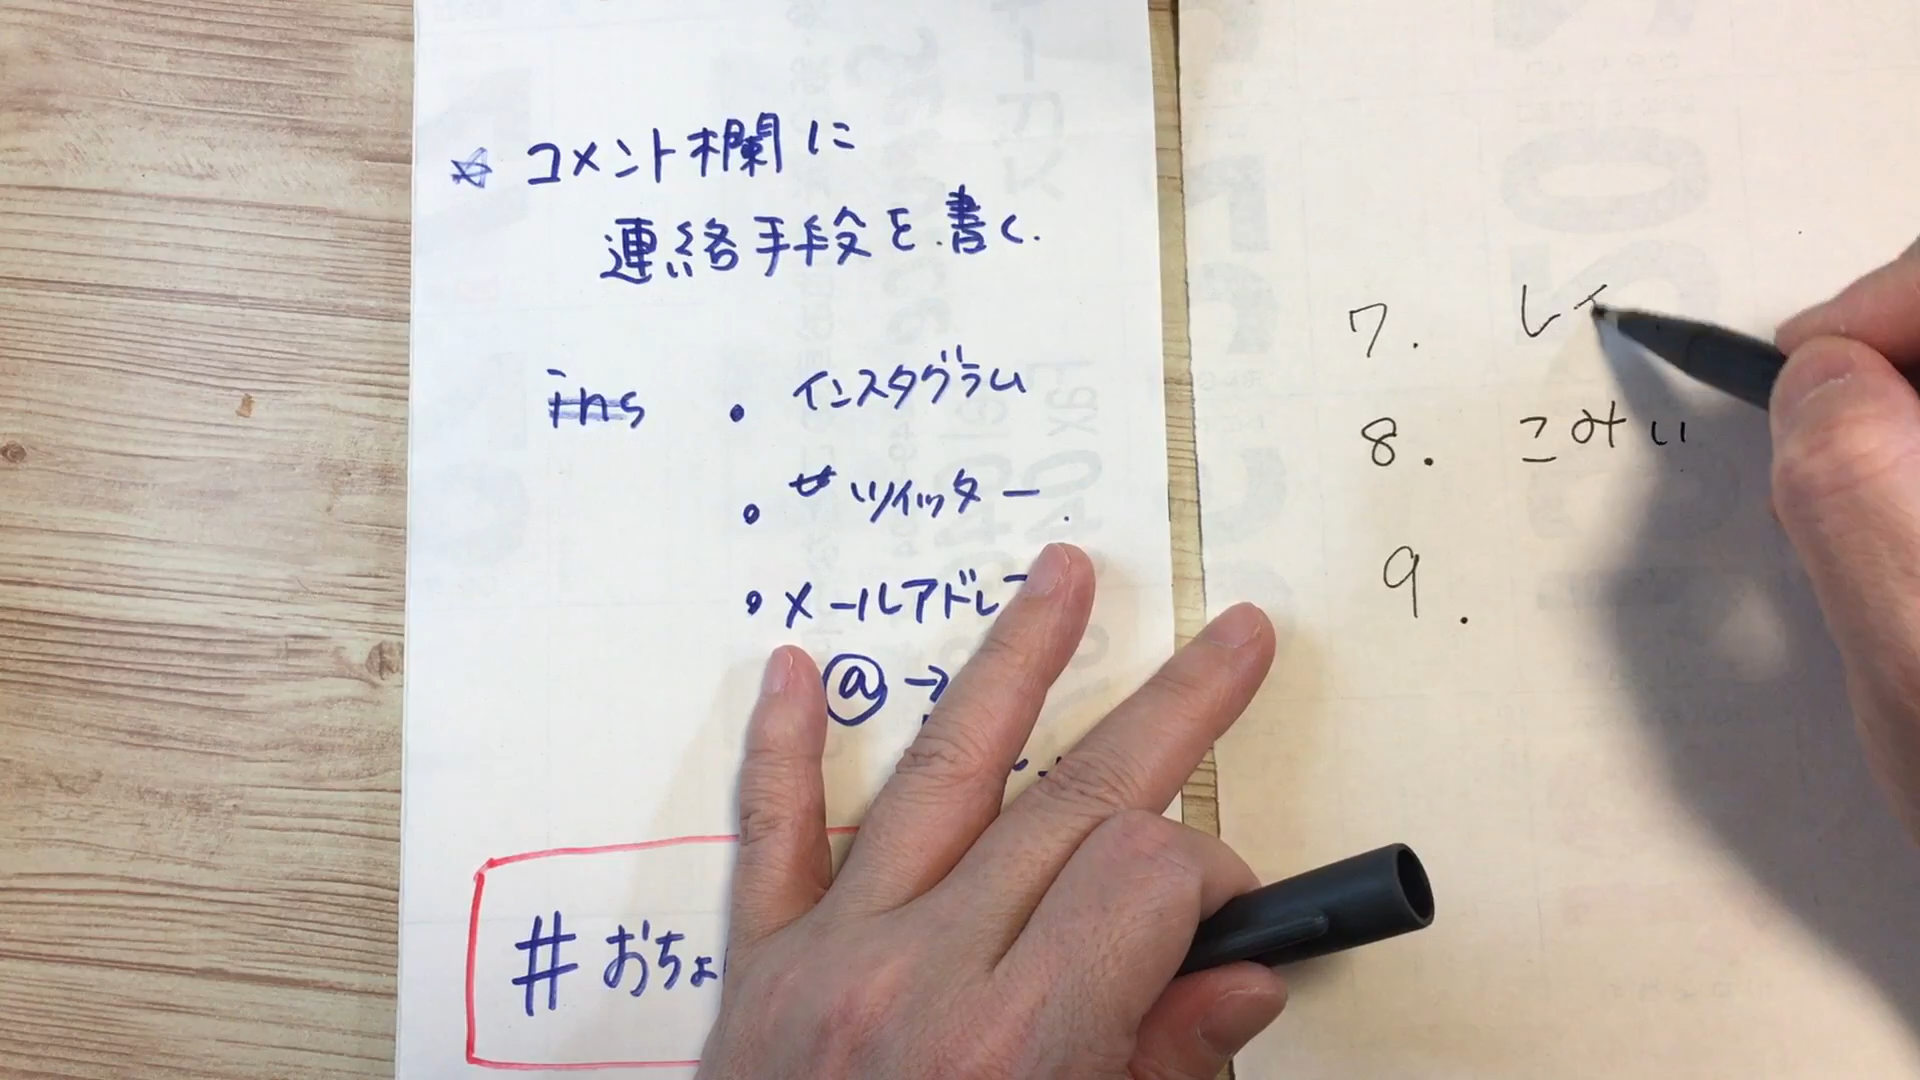 ☆ コメント欄に
連絡手段を書く.
ins ・ インスタグラム
・ ツイッター
・ メールアドレ
@ →
# おちょ
7. レイ
8. こみい
9.